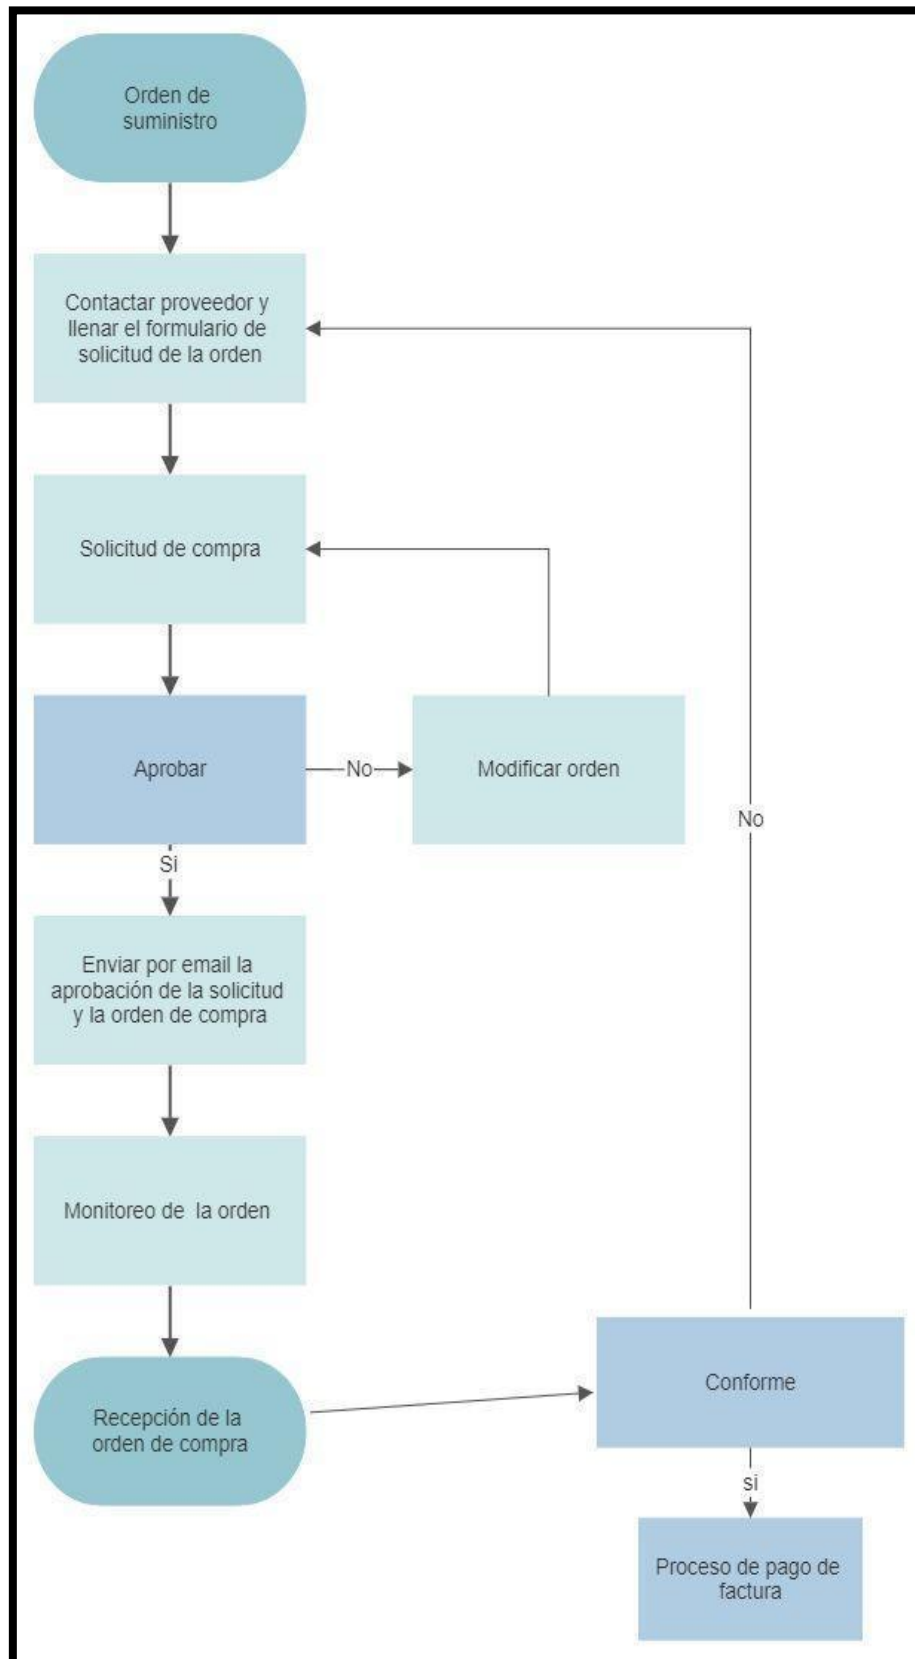 Orden de
suministro
Contactar proveedor y
llenar el formulario de
solicitud de la orden
Solicitud de compra
Aprobar
No
Modificar orden
No
Si
Enviar por email la
aprobación de la solicitud
y la orden de compra
Monitoreo de la orden
Conforme
Recepción de la
orden de compra
si
Proceso de pago de
factura